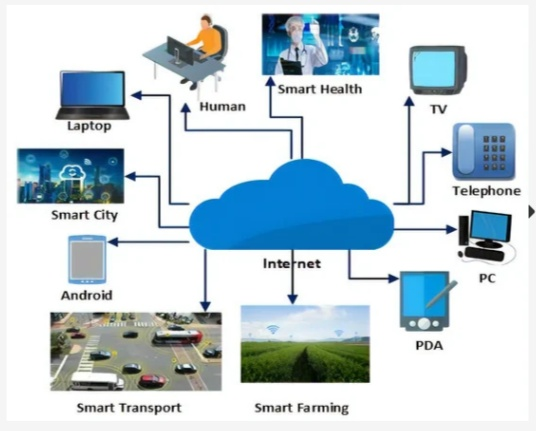 Human
Smart Health
TV
Laptop
Telephone
Smart City
Internet
PC
Android
PDA
Smart Transport
Smart Farming